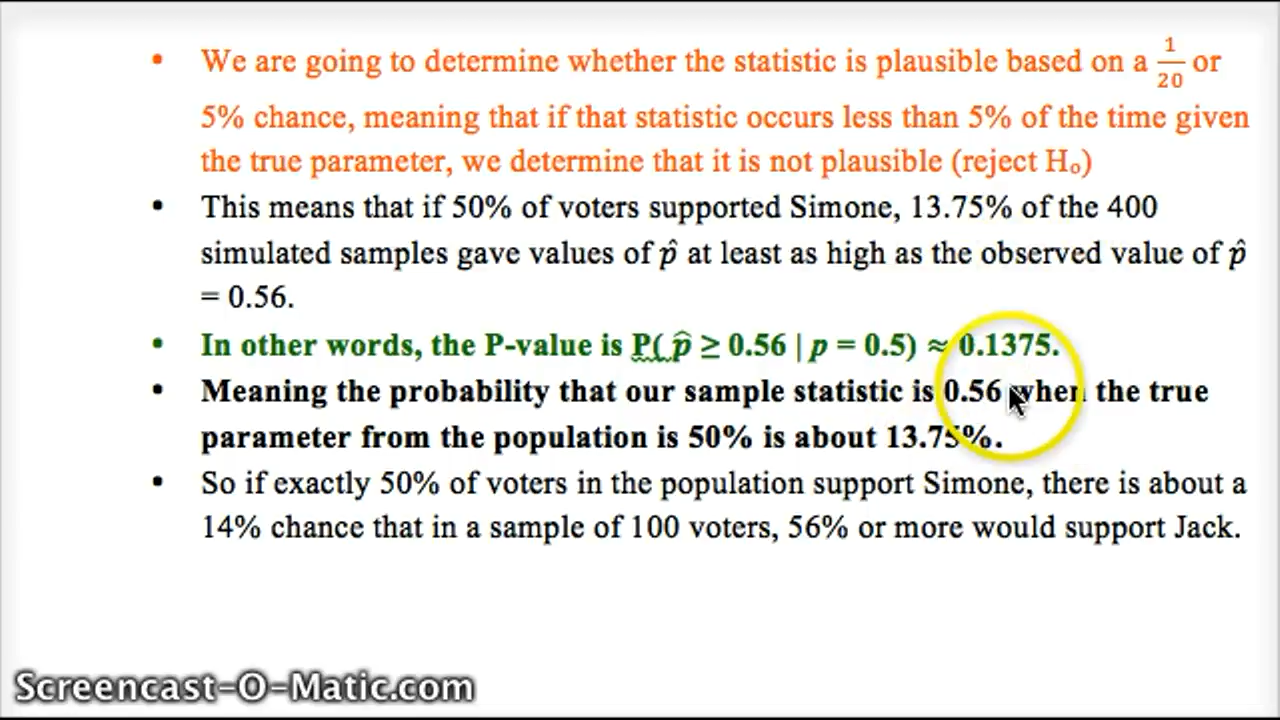 • We are going to determine whether the statistic is plausible based on a 1/20 or
5% chance, meaning that if that statistic occurs less than 5% of the time given
the true parameter, we determine that it is not plausible (reject Hₒ)
• This means that if 50% of voters supported Simone, 13.75% of the 400
simulated samples gave values of p̂ at least as high as the observed value of p̂
= 0.56.
• In other words, the P-value is P( p̂ ≥ 0.56 | p = 0.5) ≈ 0.1375.
• Meaning the probability that our sample statistic is 0.56 when the true
parameter from the population is 50% is about 13.75%.
• So if exactly 50% of voters in the population support Simone, there is about a
14% chance that in a sample of 100 voters, 56% or more would support Jack.
Screencast-O-Matic.com